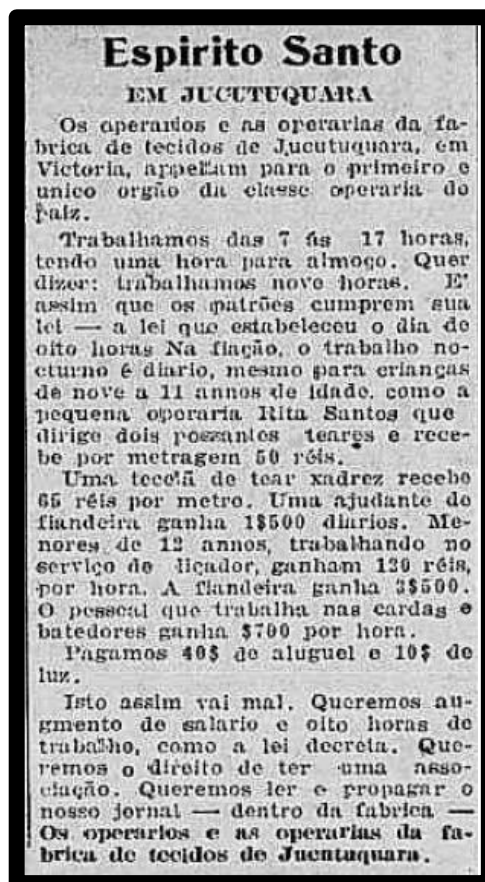 Espirito Santo
EM JUCUTUQUARA
Os operarios e as operarias da fa-
brica de tecidos de Jucutuquara, em
Victoria, appellam para o primeiro e
unico orgão da classe operaria do
paiz.
Trabalhamos das 7 ás 17 horas,
tendo uma hora para almoço. Quer
dizer: trabalhamos nove horas. E'
assim que os patrões cumprem sua
lei — a lei que estabeleceu o dia de
oito horas Na fiação, o trabalho no-
cturno é diario, mesmo para crianças
de nove a 11 annos de idade, como a
pequena operaria Rita Santos que
dirige dois possantes teares e rece-
be por metragem 50 réis.
Uma tecelã de tear xadrez recebe
65 réis por metro. Uma ajudante de
fiandeira ganha 1$500 diarios. Me-
nores de 12 annos, trabalhando no
serviço de liçador, ganham 120 réis,
por hora. A fiandeira ganha 3$500.
O pessoal que trabalha nas cardas e
batedores ganha $700 por hora.
Pagamos 40$ de aluguel e 10$ de
luz.
Isto assim vai mal. Queremos au-
gmento de salario e oito horas de
trabalho, como a lei decreta. Que-
remos o direito de ter uma asso-
ciação. Queremos ler e propagar o
nosso jornal — dentro da fabrica —
Os operarios e as operarias da fa-
brica de tecidos de Jucutuquara.